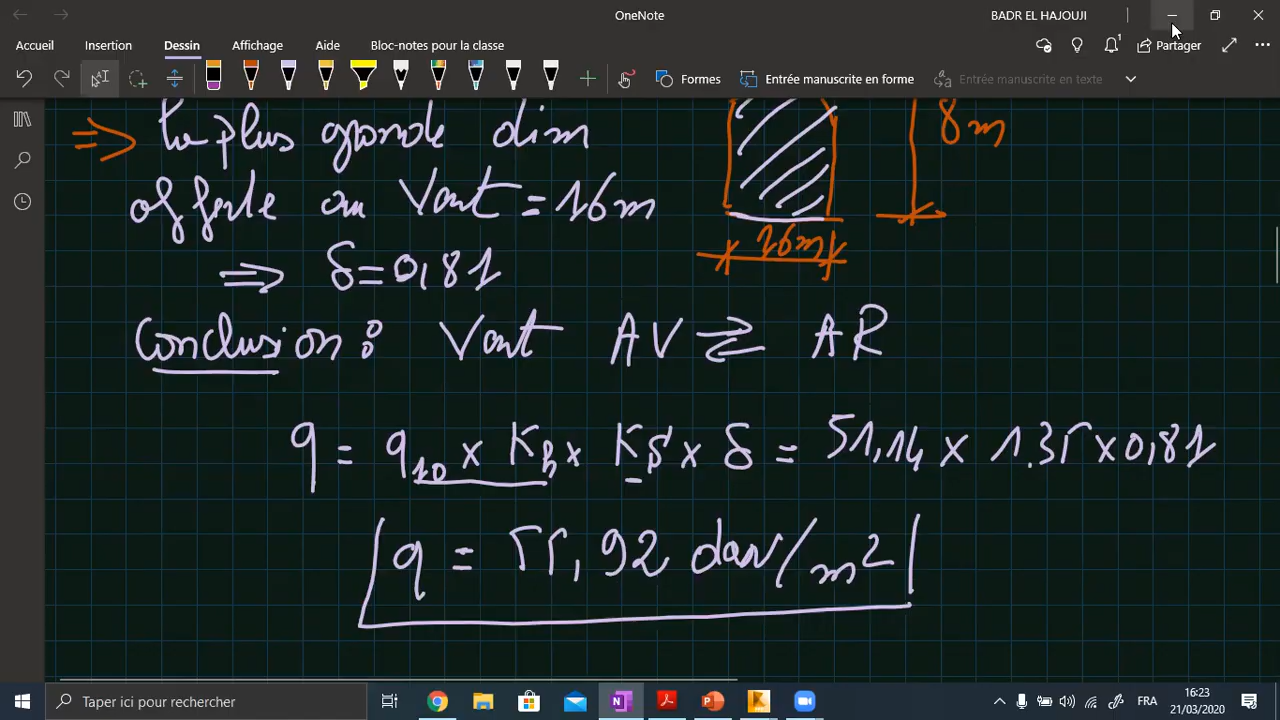 OneNote
BADR EL HAJOUJI
Accueil Insertion Dessin Affichage Aide Bloc-notes pour la classe
Partager
Formes Entrée manuscrite en forme Entrée manuscrite en texte
⇒ la plus grande dim
8m
offerte au Vent = 16m
16m
⇒ δ=0,81
Conclusion : Vent AV ⇄ AR
q = q10 × Kh × Ks × δ = 51,14 × 1.35 × 0,81
q = 55,92 daN/m²
Taper ici pour rechercher
FRA
16:23
21/03/2020